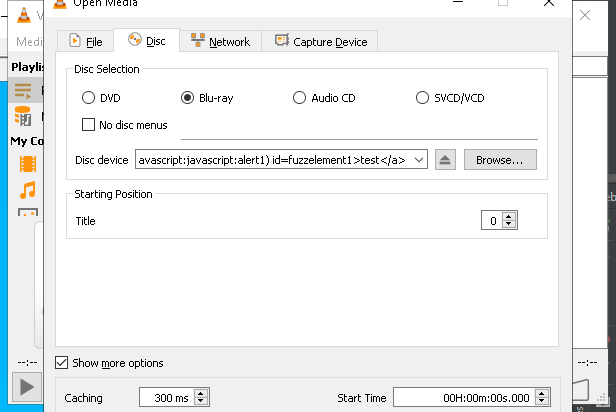 Open Media
V
Medi
File
Disc
Network
Capture Device
Playlis
Disc Selection
DVD
Blu-ray
Audio CD
SVCD/VCD
No disc menus
My Co
Disc device
avascript:javascript:alert1) id=fuzzelement1>test</a>
Browse...
Starting Position
Title
0
--:--
Show more options
--:--
Caching
300 ms
Start Time
00H:00m:00s.000